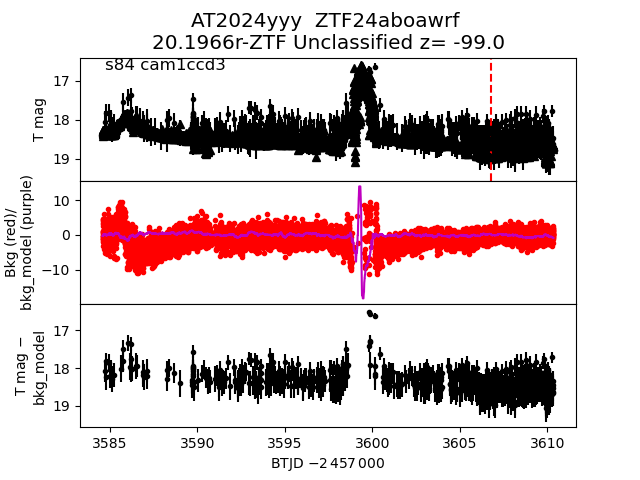 AT2024yyy ZTF24aboawrf
20.1966r-ZTF Unclassified z= -99.0
s84 cam1ccd3
T mag
17
18
19
Bkg (red)/
bkg_model (purple)
10
0
−10
T mag −
bkg_model
17
18
19
3585 3590 3595 3600 3605 3610
BTJD −2 457 000